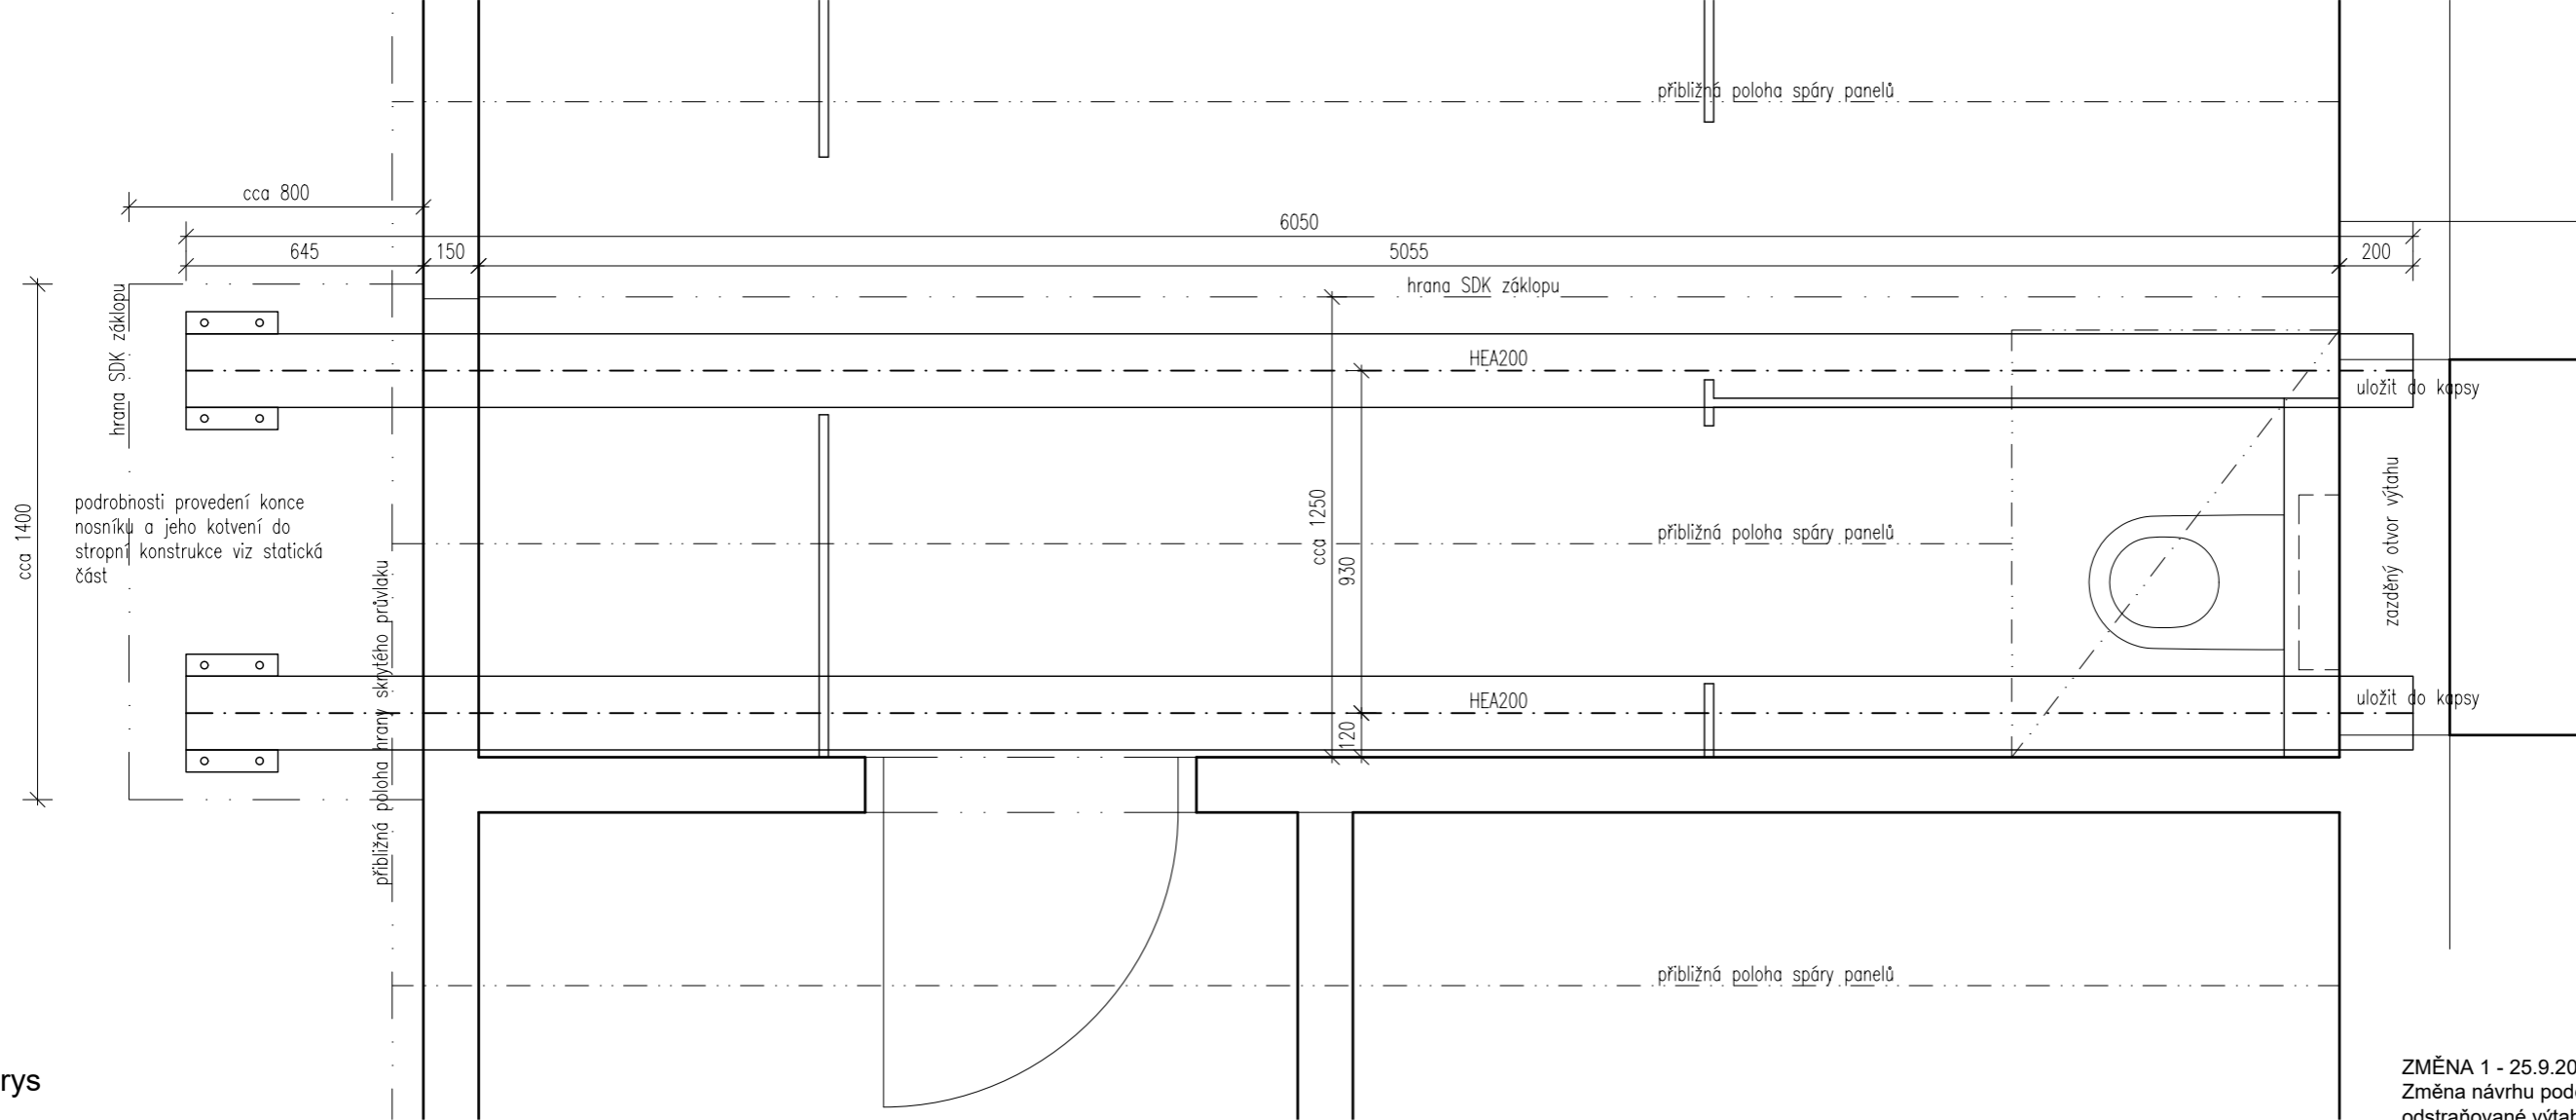 přibližná poloha spáry panelů
cca 800
6050
645
150
5055
200
hrana SDK záklopu
hrana SDK záklopu
HEA200
uložit do kapsy
cca 1400
podrobnosti provedení konce
nosníku a jeho kotvení do
stropní konstrukce viz statická
část
cca 1250
930
přibližná poloha spáry panelů
zazděný otvor výtahu
přibližná poloha hrany skrytého průvlaku
HEA200
uložit do kapsy
120
přibližná poloha spáry panelů
rys
ZMĚNA 1 - 25.9.20
Změna návrhu pod
odstraňované výta